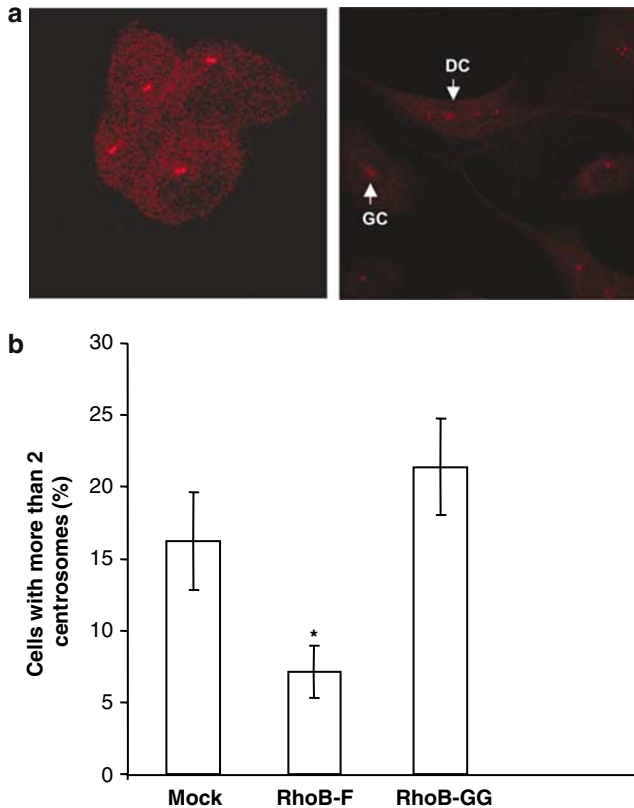 a
DC
GC
b
Cells with more than 2
centrosomes (%)
30
25
20
15
10
5
0
*
Mock RhoB-F RhoB-GG